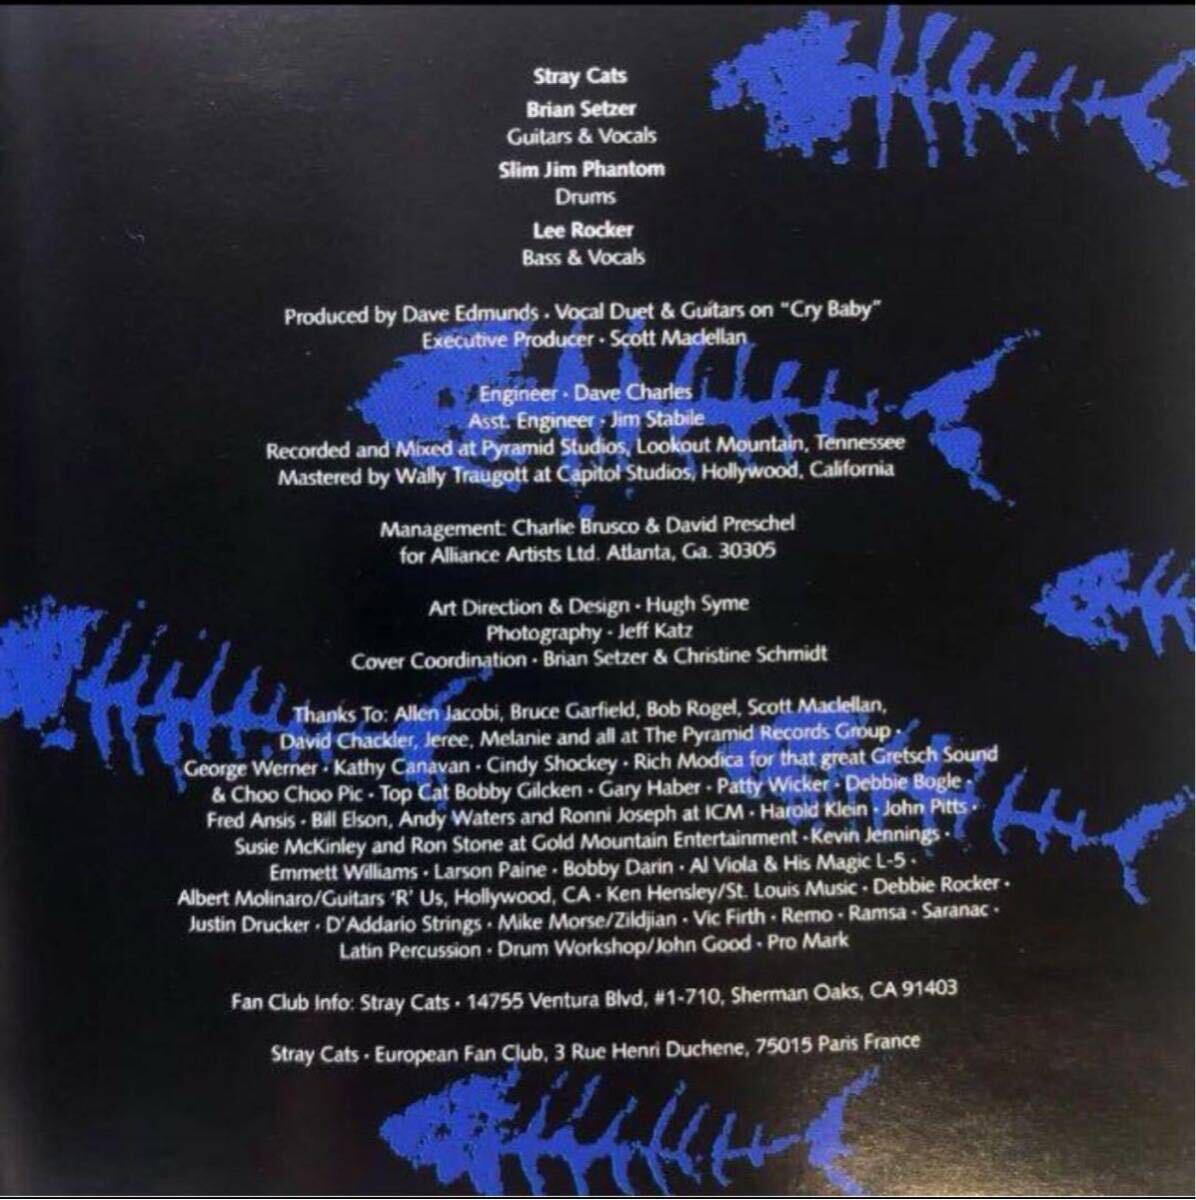 Stray Cats
Brian Setzer
Guitars & Vocals
Slim Jim Phantom
Drums
Lee Rocker
Bass & Vocals
Produced by Dave Edmunds • Vocal Duet & Guitars on "Cry Baby"
Executive Producer • Scott Maclellan
Engineer • Dave Charles
Asst. Engineer • Jim Stabile
Recorded and Mixed at Pyramid Studios, Lookout Mountain, Tennessee
Mastered by Wally Traugott at Capitol Studios, Hollywood, California
Management: Charlie Brusco & David Preschel
for Alliance Artists Ltd. Atlanta, Ga. 30305
Art Direction & Design • Hugh Syme
Photography • Jeff Katz
Cover Coordination • Brian Setzer & Christine Schmidt
Thanks To: Allen Jacobi, Bruce Garfield, Bob Rogel, Scott Maclellan,
David Chackler, Jeree, Melanie and all at The Pyramid Records Group •
George Werner • Kathy Canavan • Cindy Shockey • Rich Modica for that great Gretsch Sound
& Choo Choo Pic • Top Cat Bobby Gilcken • Gary Haber • Patty Wicker • Debbie Bogle •
Fred Ansis • Bill Elson, Andy Waters and Ronni Joseph at ICM • Harold Klein • John Pitts •
Susie McKinley and Ron Stone at Gold Mountain Entertainment • Kevin Jennings •
Emmett Williams • Larson Paine • Bobby Darin • Al Viola & His Magic L-5 •
Albert Molinaro/Guitars 'R' Us, Hollywood, CA • Ken Hensley/St. Louis Music • Debbie Rocker •
Justin Drucker • D'Addario Strings • Mike Morse/Zildjian • Vic Firth • Remo • Ramsa • Saranac •
Latin Percussion • Drum Workshop/John Good • Pro Mark
Fan Club Info: Stray Cats • 14755 Ventura Blvd, #1-710, Sherman Oaks, CA 91403
Stray Cats • European Fan Club, 3 Rue Henri Duchene, 75015 Paris France